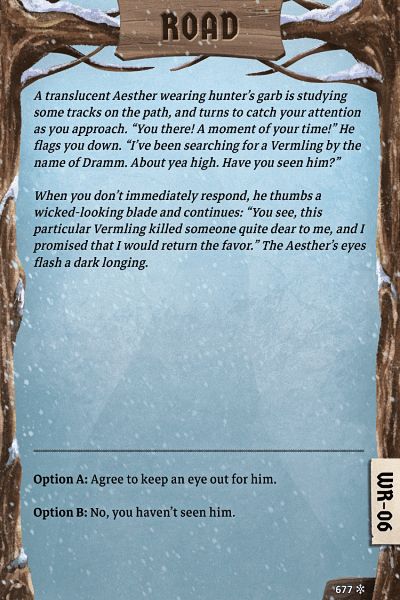 ROAD
A translucent Aesther wearing hunter’s garb is studying
some tracks on the path, and turns to catch your attention
as you approach. “You there! A moment of your time!” He
flags you down. “I’ve been searching for a Vermling by the
name of Dramm. About yea high. Have you seen him?”
When you don’t immediately respond, he thumbs a
wicked-looking blade and continues: “You see, this
particular Vermling killed someone quite dear to me, and I
promised that I would return the favor.” The Aesther’s eyes
flash a dark longing.
Option A: Agree to keep an eye out for him.
Option B: No, you haven’t seen him.
WR-06
677